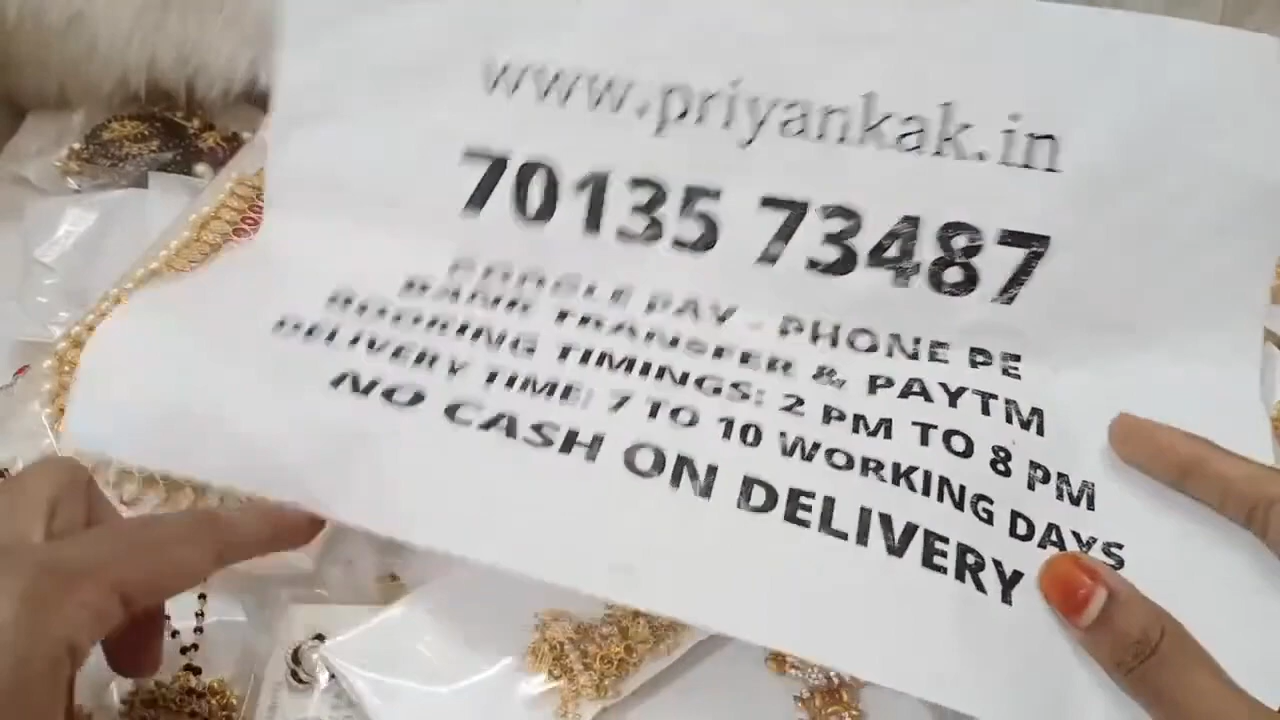 www.priyankak.in
70135 73487
GOOGLE PAY - PHONE PE
BANK TRANSFER & PAYTM
BOOKING TIMINGS: 2 PM TO 8 PM
DELIVERY TIME: 7 TO 10 WORKING DAYS
NO CASH ON DELIVERY